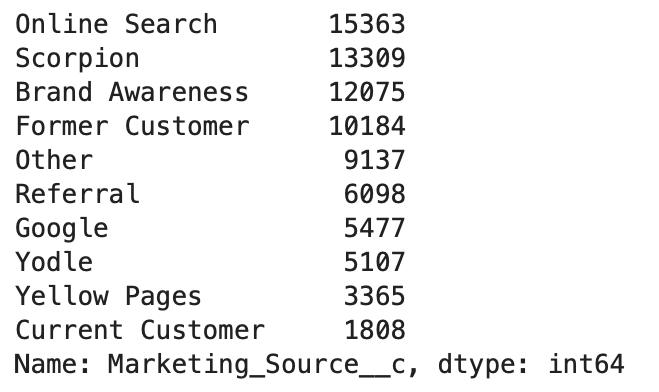 Online Search 15363
Scorpion 13309
Brand Awareness 12075
Former Customer 10184
Other 9137
Referral 6098
Google 5477
Yodle 5107
Yellow Pages 3365
Current Customer 1808
Name: Marketing_Source__c, dtype: int64